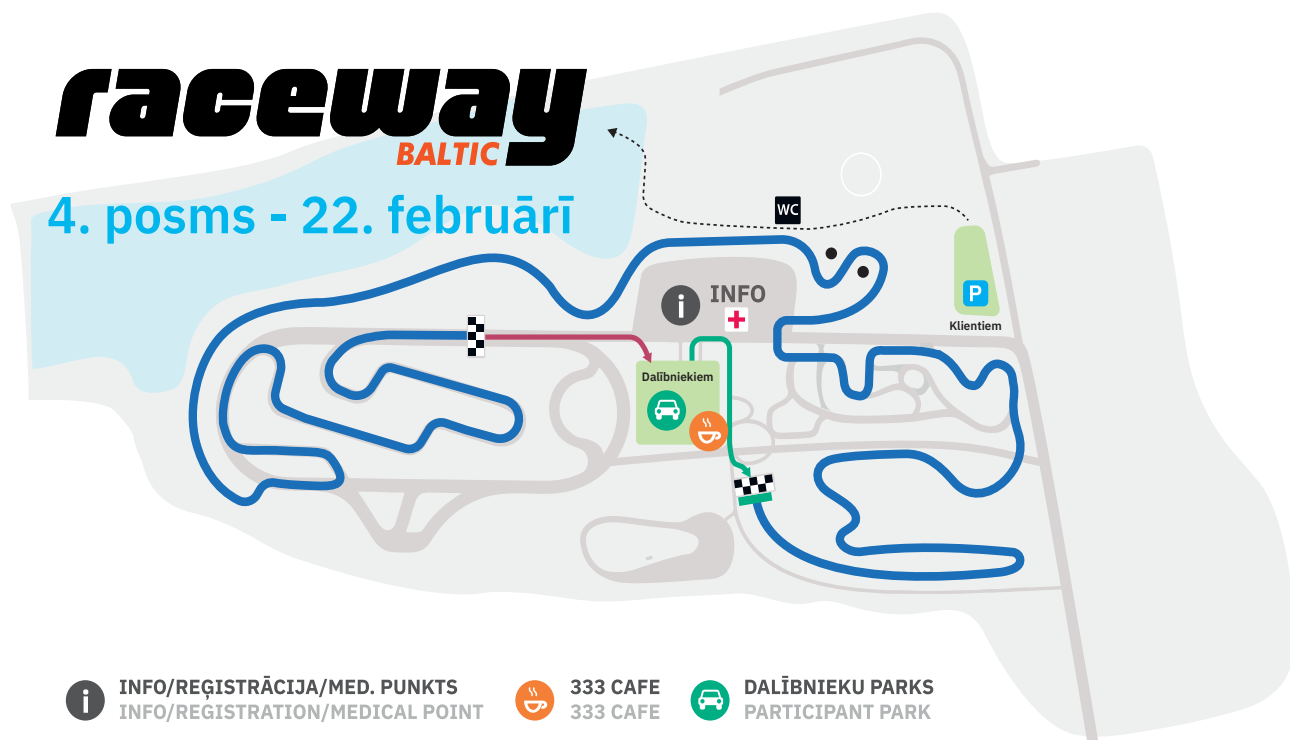 raceway
BALTIC
4. posms - 22. februārī
WC
INFO
P
Klientiem
Dalībniekiem
INFO/REĢISTRĀCIJA/MED. PUNKTS
INFO/REGISTRATION/MEDICAL POINT
333 CAFE
333 CAFE
DALĪBNIEKU PARKS
PARTICIPANT PARK